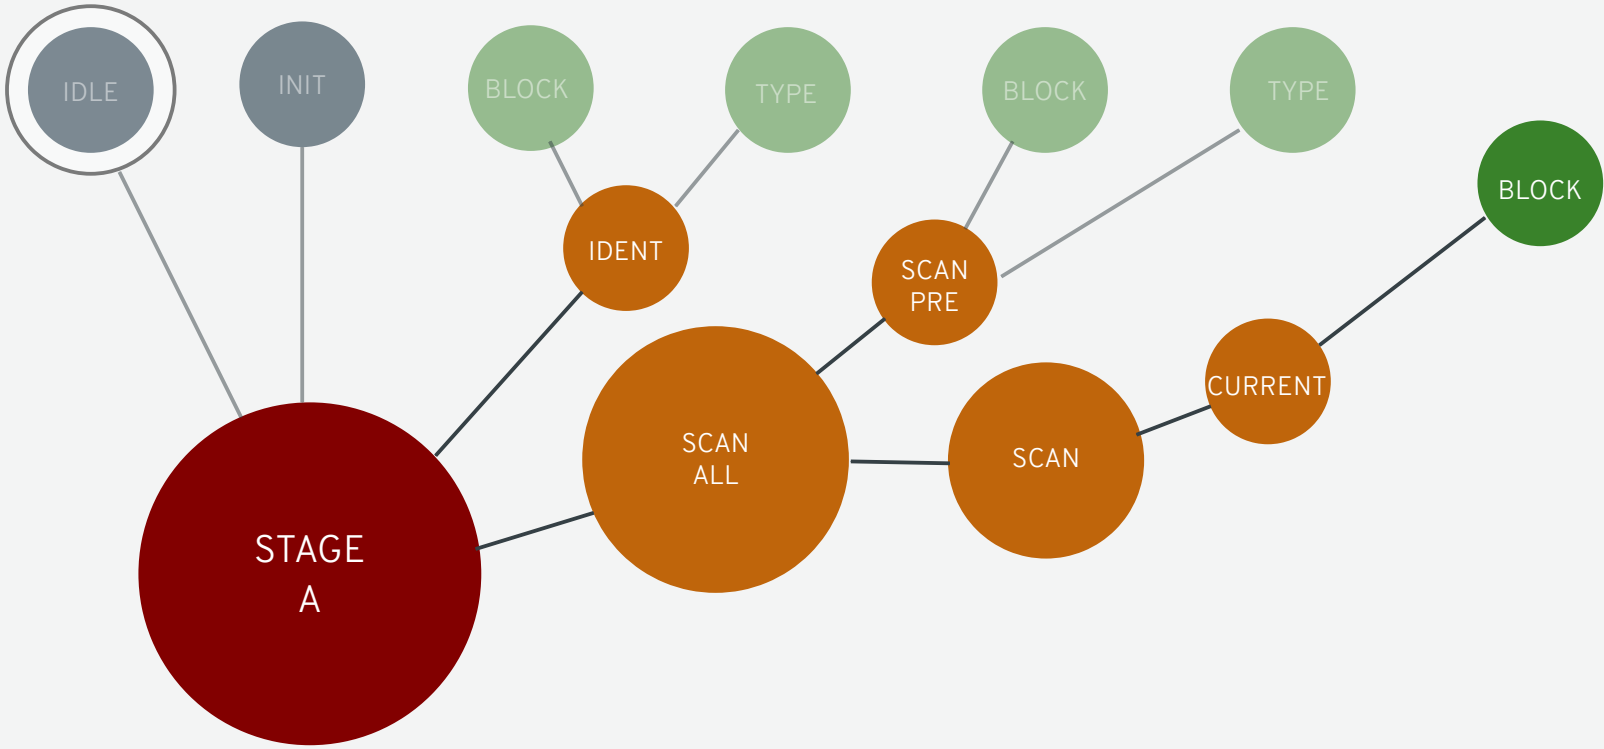 IDLE
INIT
BLOCK
TYPE
BLOCK
TYPE
BLOCK
IDENT
SCAN
PRE
CURRENT
SCAN
ALL
SCAN
STAGE
A